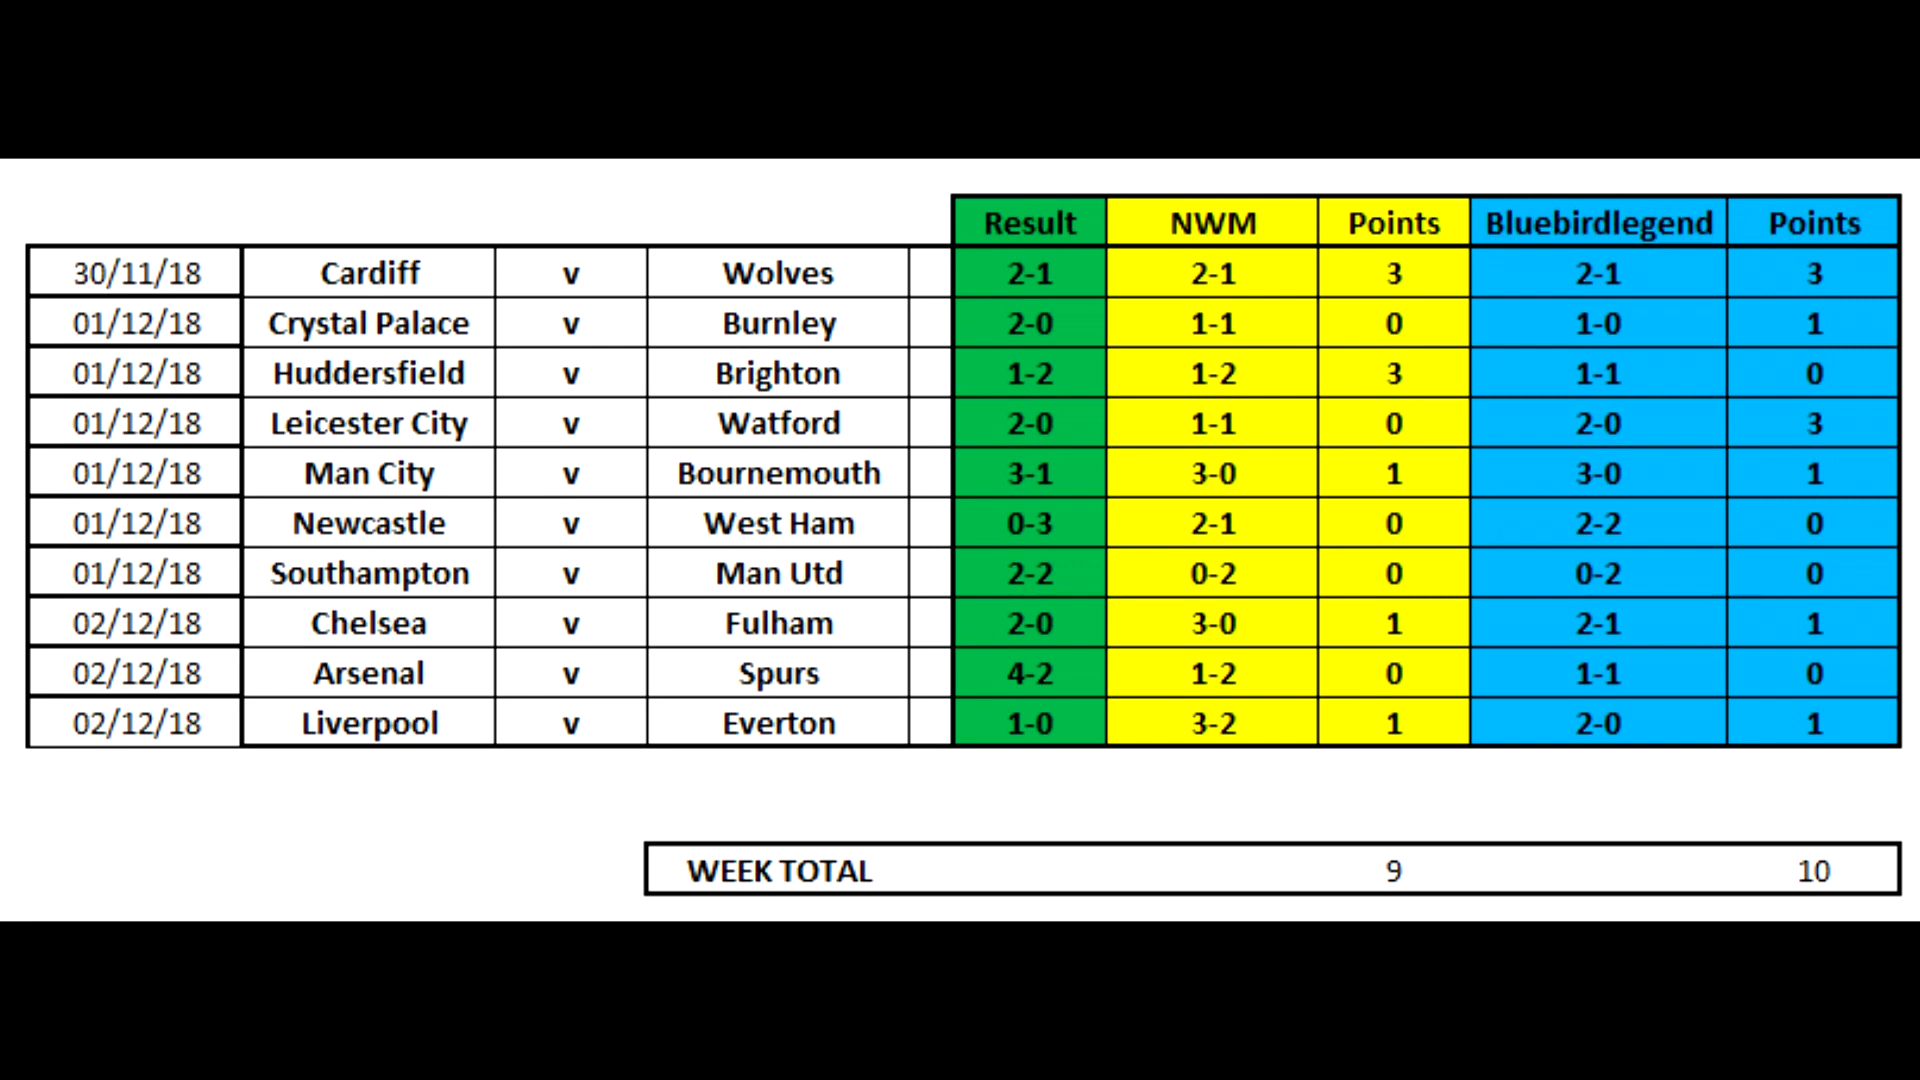 Result NWM Points Bluebirdlegend Points
30/11/18 Cardiff v Wolves 2-1 2-1 3 2-1 3
01/12/18 Crystal Palace v Burnley 2-0 1-1 0 1-0 1
01/12/18 Huddersfield v Brighton 1-2 1-2 3 1-1 0
01/12/18 Leicester City v Watford 2-0 1-1 0 2-0 3
01/12/18 Man City v Bournemouth 3-1 3-0 1 3-0 1
01/12/18 Newcastle v West Ham 0-3 2-1 0 2-2 0
01/12/18 Southampton v Man Utd 2-2 0-2 0 0-2 0
02/12/18 Chelsea v Fulham 2-0 3-0 1 2-1 1
02/12/18 Arsenal v Spurs 4-2 1-2 0 1-1 0
02/12/18 Liverpool v Everton 1-0 3-2 1 2-0 1
WEEK TOTAL 9 10